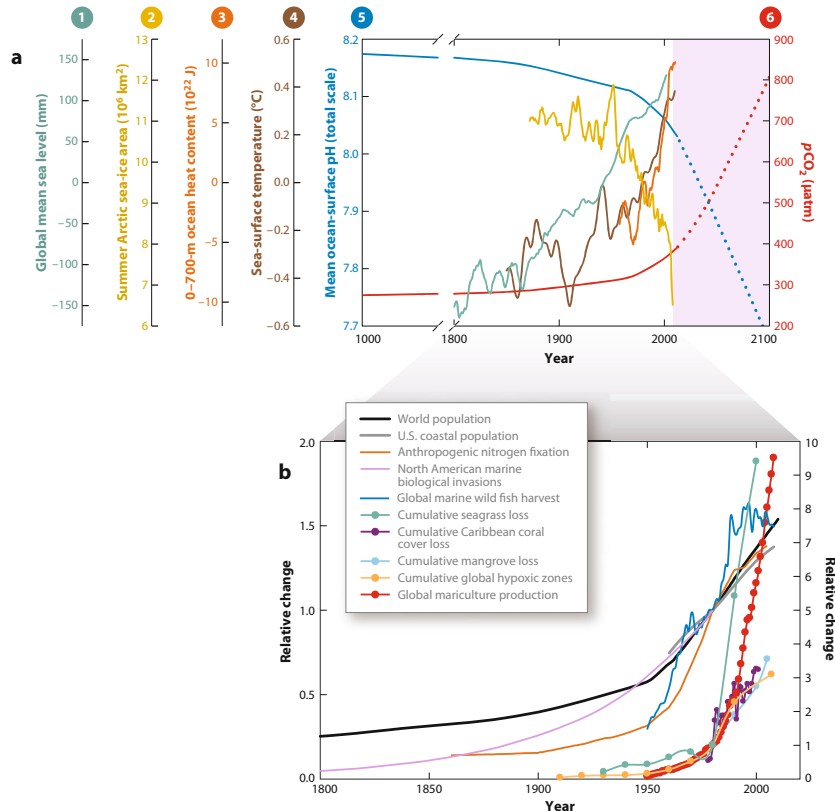 1 2 3 4 5 6
a
Global mean sea level (mm)
150
100
50
0
–50
–100
–150
Summer Arctic sea-ice area (10⁶ km²)
13
12
11
10
9
8
7
6
0–700-m ocean heat content (10²² J)
10
5
0
–5
–10
Sea-surface temperature (°C)
0.6
0.4
0.2
0.0
–0.2
–0.4
–0.6
Mean ocean-surface pH (total scale)
8.2
8.1
8.0
7.9
7.8
7.7
pCO₂ (µatm)
900
800
700
600
500
400
300
200
1000 1800 1900 2000 2100
Year
b
World population
U.S. coastal population
Anthropogenic nitrogen fixation
North American marine
biological invasions
Global marine wild fish harvest
Cumulative seagrass loss
Cumulative Caribbean coral
cover loss
Cumulative mangrove loss
Cumulative global hypoxic zones
Global mariculture production
Relative change
2.0
1.5
1.0
0.5
0.0
Relative change
10
9
8
7
6
5
4
3
2
1
0
1800 1850 1900 1950 2000
Year